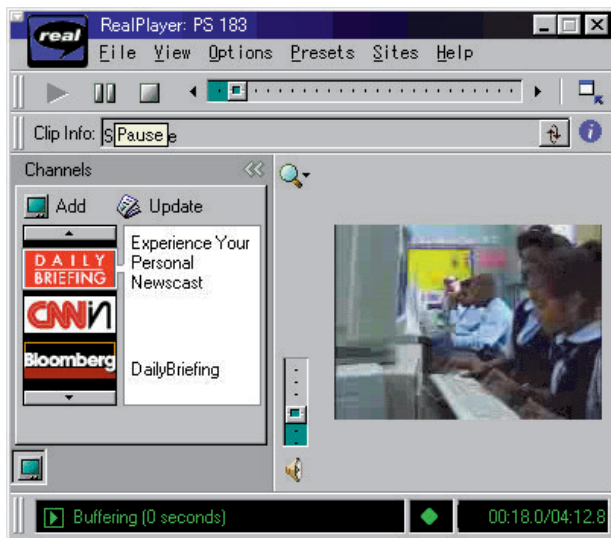 real
RealPlayer: PS 183
File View Options Presets Sites Help
Clip Info: S Pause e
Channels
Add Update
DAILY
BRIEFING
Experience Your
Personal
Newscast
CNNin
Bloomberg
DailyBriefing
Buffering (0 seconds)
00:18.0/04:12.8